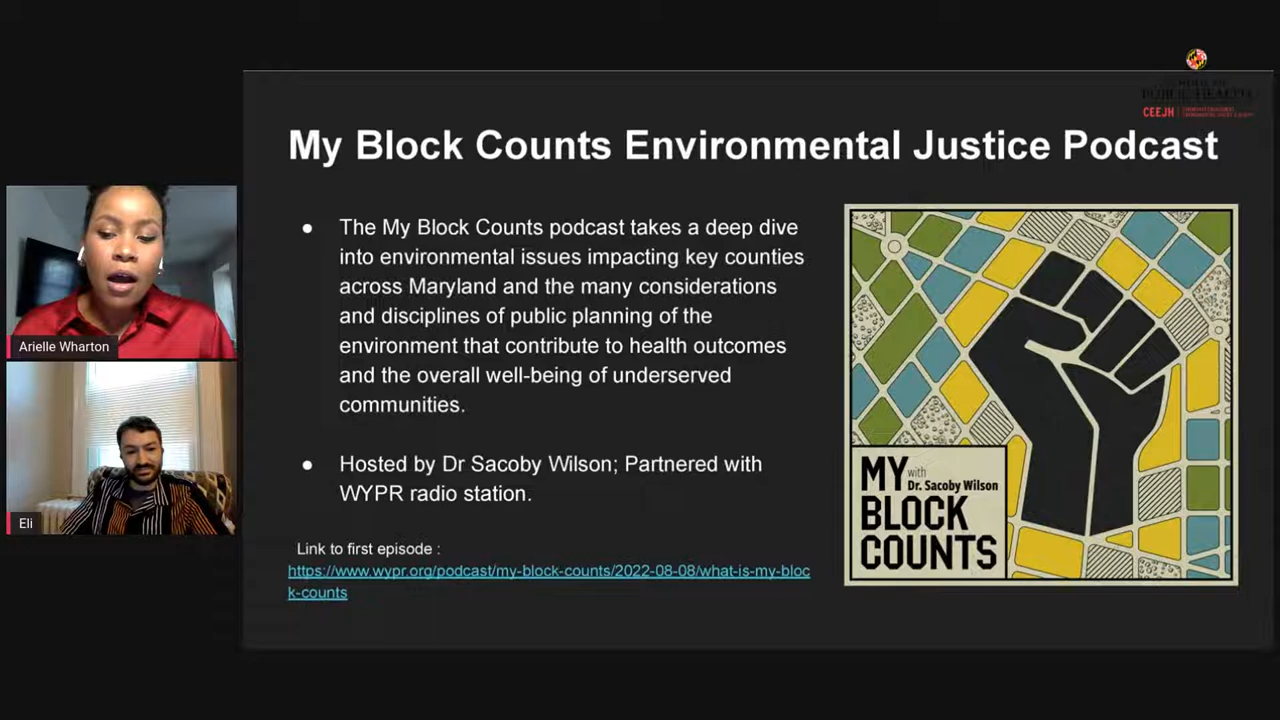 PUBLIC HEALTH
CEEJH
My Block Counts Environmental Justice Podcast
● The My Block Counts podcast takes a deep dive
into environmental issues impacting key counties
across Maryland and the many considerations
and disciplines of public planning of the
environment that contribute to health outcomes
and the overall well-being of underserved
communities.
● Hosted by Dr Sacoby Wilson; Partnered with
WYPR radio station.
Link to first episode :
https://www.wypr.org/podcast/my-block-counts/2022-08-08/what-is-my-bloc
k-counts
MY with
Dr. Sacoby Wilson
BLOCK
COUNTS
Arielle Wharton
Eli